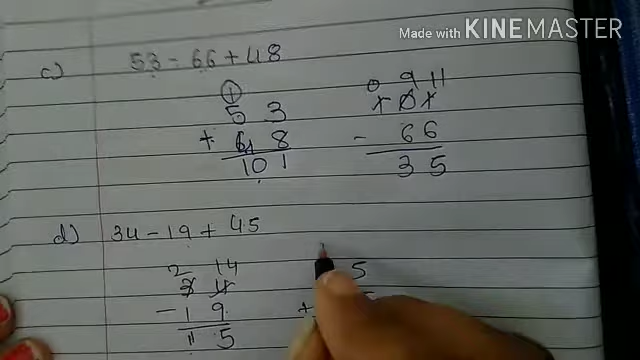 Made with KINEMASTER
c) 53 - 66 + 48
1 0 9 11
5 3 1 0 1
+ 4 8 - 6 6
1 0 1 3 5
d) 34 - 19 + 45
2 14
3 4 5
- 1 9 +
1 5